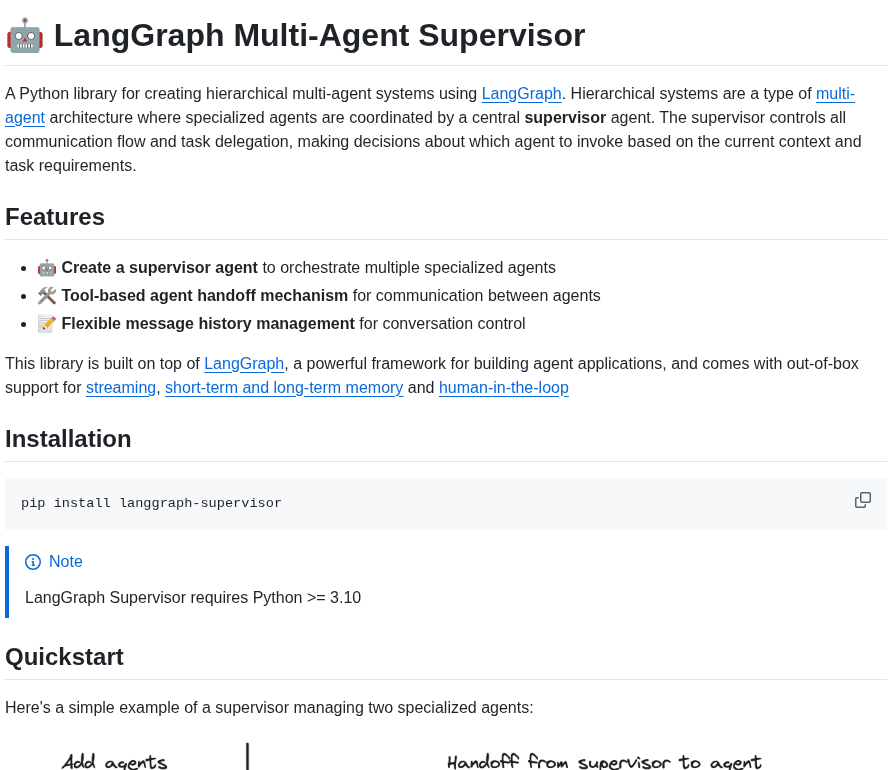 🤖 LangGraph Multi-Agent Supervisor
A Python library for creating hierarchical multi-agent systems using LangGraph. Hierarchical systems are a type of multi-
agent architecture where specialized agents are coordinated by a central supervisor agent. The supervisor controls all
communication flow and task delegation, making decisions about which agent to invoke based on the current context and
task requirements.
Features
• 🤖 Create a supervisor agent to orchestrate multiple specialized agents
• 🛠️ Tool-based agent handoff mechanism for communication between agents
• 📝 Flexible message history management for conversation control
This library is built on top of LangGraph, a powerful framework for building agent applications, and comes with out-of-box
support for streaming, short-term and long-term memory and human-in-the-loop
Installation
pip install langgraph-supervisor
Note
LangGraph Supervisor requires Python >= 3.10
Quickstart
Here's a simple example of a supervisor managing two specialized agents:
Add agents
Handoff from supervisor to agent